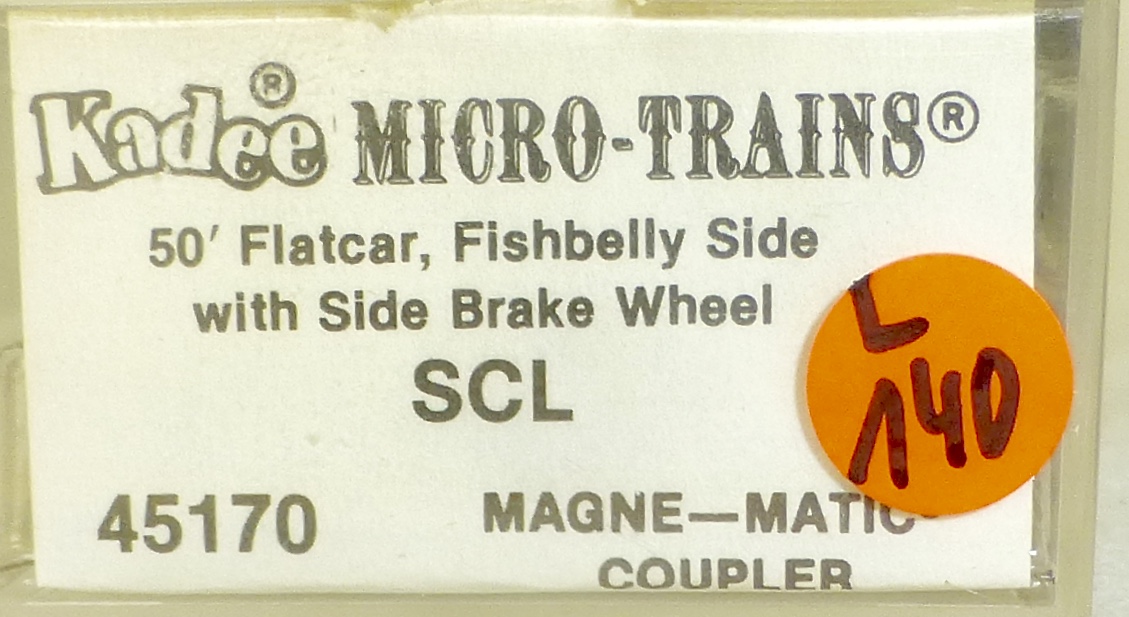 Kadee® MICRO-TRAINS®
50' Flatcar, Fishbelly Side
with Side Brake Wheel
SCL
L
140
45170
MAGNE—MATIC
COUPLER